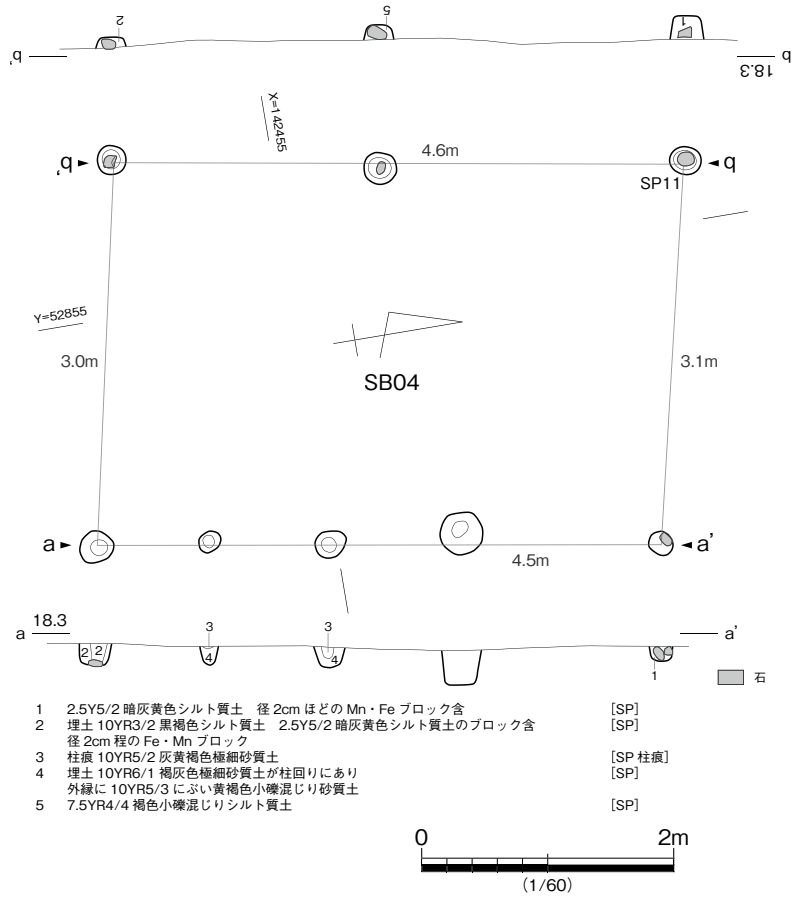 2
5
1
b'
b
18.3
X=142455
b'
4.6m
b
SP11
Y=52855
3.0m
3.1m
SB04
a
a'
4.5m
a
18.3
a'
2
2
3
4
3
4
1
石
1 2.5Y5/2 暗灰黄色シルト質土 径 2cm ほどの Mn・Fe ブロック含 [SP]
2 埋土 10YR3/2 黒褐色シルト質土 2.5Y5/2 暗灰黄色シルト質土のブロック含 [SP]
径 2cm 程の Fe・Mn ブロック
3 柱痕 10YR5/2 灰黄褐色極細砂質土 [SP 柱痕]
4 埋土 10YR6/1 褐灰色極細砂質土が柱回りにあり [SP]
外縁に 10YR5/3 にぶい黄褐色小礫混じり砂質土
5 7.5YR4/4 褐色小礫混じりシルト質土 [SP]
0
2m
(1/60)